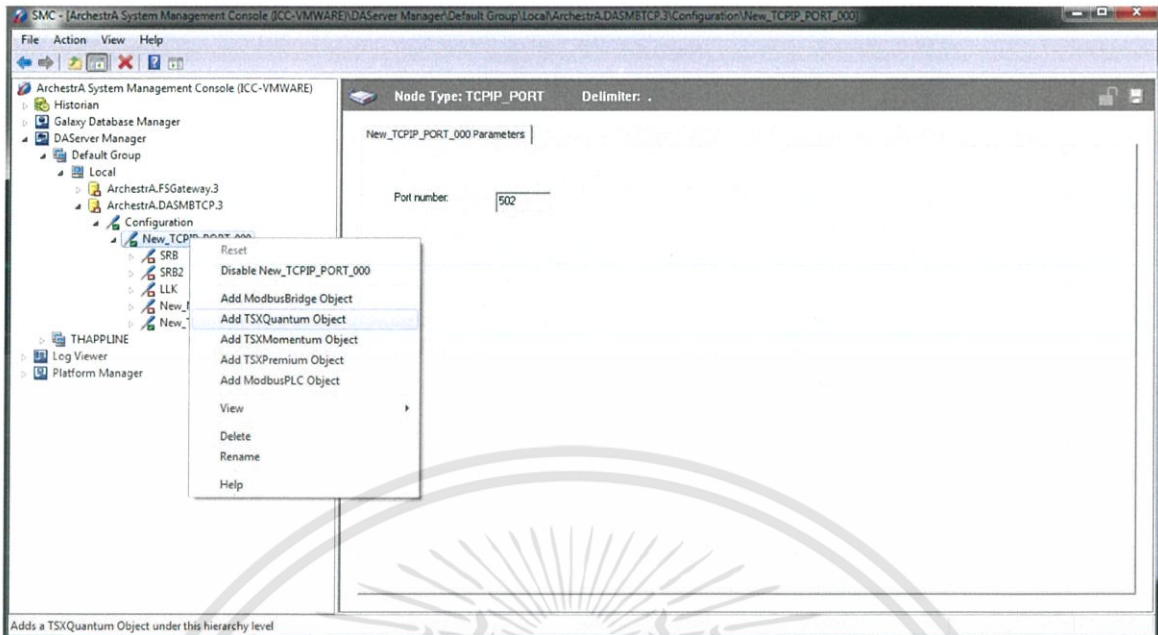 SMC - [ArchestrA System Management Console (ICC-VMWARE)\DAServer Manager\Default Group\Local\ArchestrA.DASMBTCP.3\Configuration\New_TCPIP_PORT_000]
File Action View Help
ArchestrA System Management Console (ICC-VMWARE)
Historian
Galaxy Database Manager
DAServer Manager
Default Group
Local
ArchestrA.FSGateway.3
ArchestrA.DASMBTCP.3
Configuration
New_TCPIP_PORT_000
SRB
SRB2
LLK
THAPPLINE
Log Viewer
Platform Manager
Reset
Disable New_TCPIP_PORT_000
Add ModbusBridge Object
Add TSXQuantum Object
Add TSXMomentum Object
Add TSXPremium Object
Add ModbusPLC Object
View
Delete
Rename
Help
Node Type: TCPIP_PORT Delimiter: .
New_TCPIP_PORT_000 Parameters
Port number: 502
Adds a TSXQuantum Object under this hierarchy level